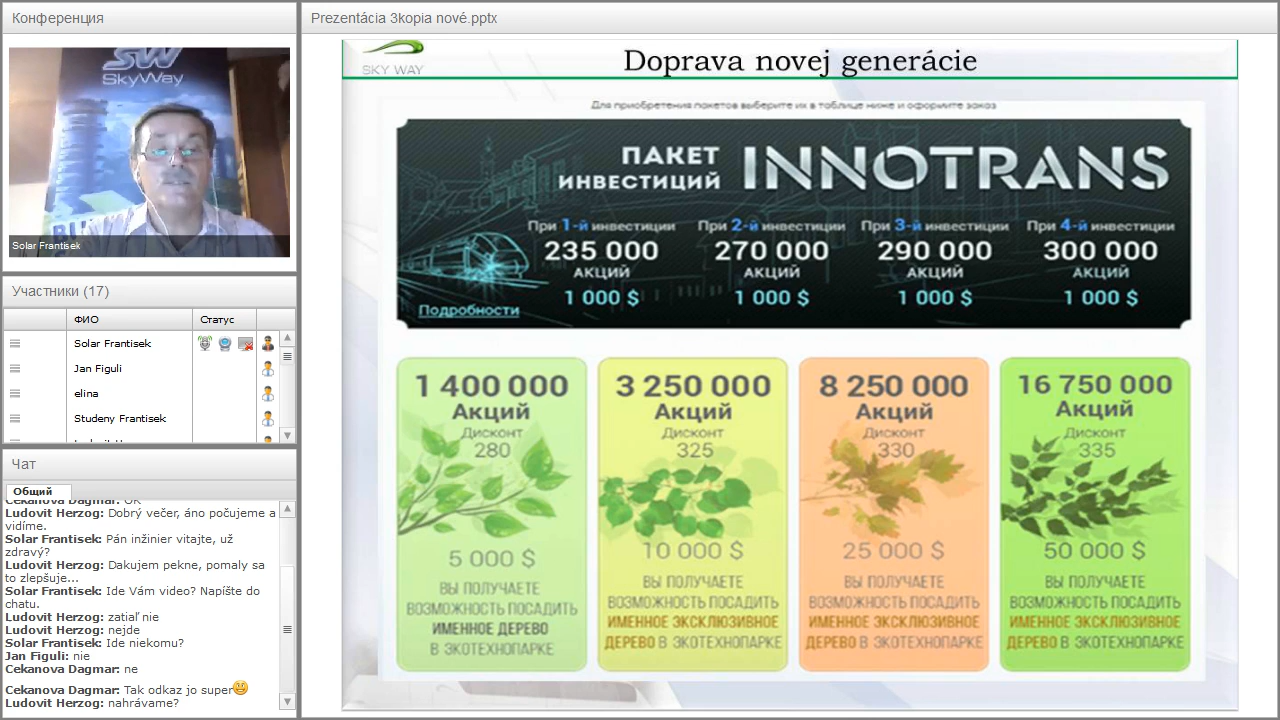 Конференция
SW
SkyWay
Solar Frantisek
Участники (17)
ФИО
Статус
Solar Frantisek
Jan Figuli
elina
Studeny Frantisek
Чат
Общий
Cekanova Dagmar: OK
Ludovit Herzog: Dobrý večer, áno počujeme a
vidíme.
Solar Frantisek: Pán inžinier vitajte, už
zdravý?
Ludovit Herzog: Dakujem pekne, pomaly sa
to zlepšuje...
Solar Frantisek: Ide Vám video? Napíšte do
chatu.
Ludovit Herzog: zatiaľ nie
Ludovit Herzog: nejde
Solar Frantisek: Ide niekomu?
Jan Figuli: nie
Cekanova Dagmar: ne
Cekanova Dagmar: Tak odkaz jo super
Ludovit Herzog: nahrávame?
Prezentácia 3kopia nové.pptx
SKY WAY
Doprava novej generácie
Для приобретения пакетов выберите их в таблице ниже и оформите заказ
ПАКЕТ
ИНВЕСТИЦИЙ
INNOTRANS
При 1-й инвестиции
235 000
АКЦИЙ
1 000 $
При 2-й инвестиции
270 000
АКЦИЙ
1 000 $
При 3-й инвестиции
290 000
АКЦИЙ
1 000 $
При 4-й инвестиции
300 000
АКЦИЙ
1 000 $
Подробности
1 400 000
Акций
Дисконт
280
5 000 $
ВЫ ПОЛУЧАЕТЕ
ВОЗМОЖНОСТЬ ПОСАДИТЬ
ИМЕННОЕ ДЕРЕВО
В ЭКОТЕХНОПАРКЕ
3 250 000
Акций
Дисконт
325
10 000 $
ВЫ ПОЛУЧАЕТЕ
ВОЗМОЖНОСТЬ ПОСАДИТЬ
ИМЕННОЕ ЭКСКЛЮЗИВНОЕ
ДЕРЕВО В ЭКОТЕХНОПАРКЕ
8 250 000
Акций
Дисконт
330
25 000 $
ВЫ ПОЛУЧАЕТЕ
ВОЗМОЖНОСТЬ ПОСАДИТЬ
ИМЕННОЕ ЭКСКЛЮЗИВНОЕ
ДЕРЕВО В ЭКОТЕХНОПАРКЕ
16 750 000
Акций
Дисконт
335
50 000 $
ВЫ ПОЛУЧАЕТЕ
ВОЗМОЖНОСТЬ ПОСАДИТЬ
ИМЕННОЕ ЭКСКЛЮЗИВНОЕ
ДЕРЕВО В ЭКОТЕХНОПАРКЕ